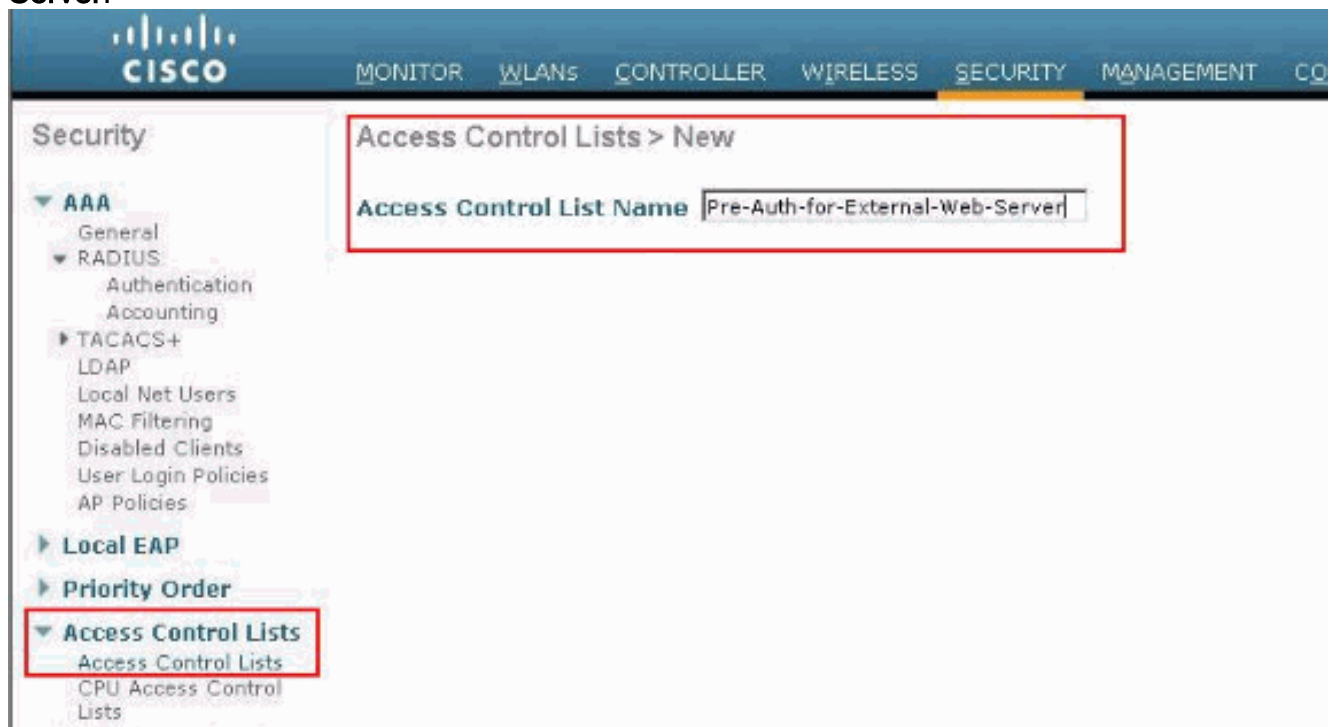 CISCO
MONITOR WLANs CONTROLLER WIRELESS SECURITY MANAGEMENT
Security
AAA
General
RADIUS
Authentication
Accounting
TACACS+
LDAP
Local Net Users
MAC Filtering
Disabled Clients
User Login Policies
AP Policies
Local EAP
Priority Order
Access Control Lists
Access Control Lists
CPU Access Control
Lists
Access Control Lists > New
Access Control List Name Pre-Auth-for-External-Web-Server